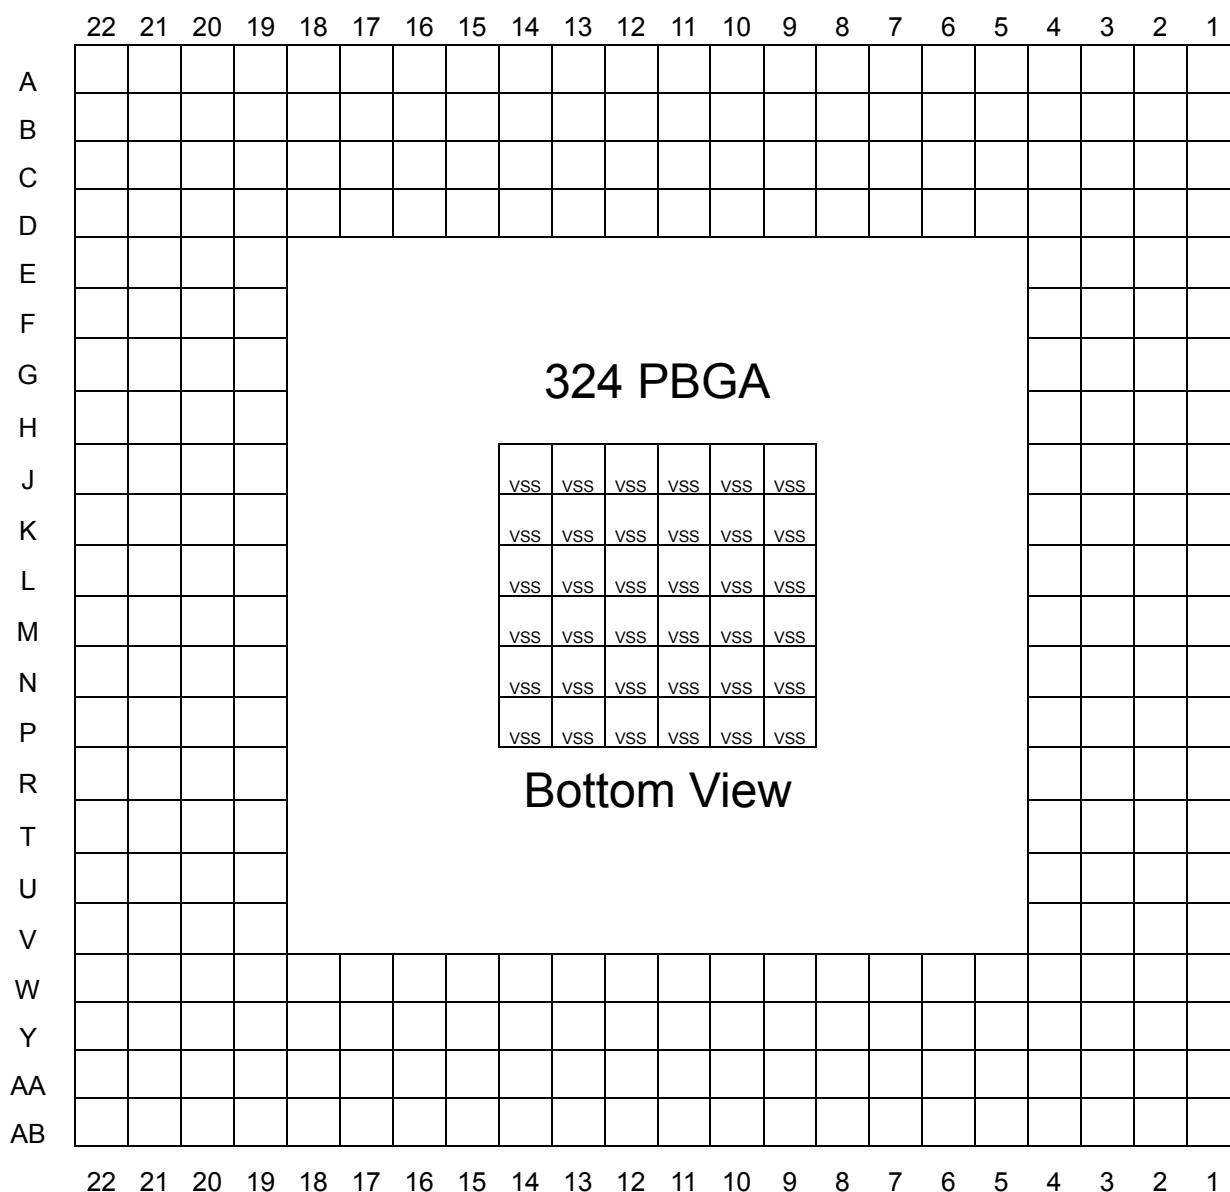 22 21 20 19 18 17 16 15 14 13 12 11 10 9 8 7 6 5 4 3 2 1
A
B
C
D
E
F
G
324 PBGA
H
J VSS VSS VSS VSS VSS VSS
K VSS VSS VSS VSS VSS VSS
L VSS VSS VSS VSS VSS VSS
M VSS VSS VSS VSS VSS VSS
N VSS VSS VSS VSS VSS VSS
P VSS VSS VSS VSS VSS VSS
R
Bottom View
T
U
V
W
Y
AA
AB
22 21 20 19 18 17 16 15 14 13 12 11 10 9 8 7 6 5 4 3 2 1